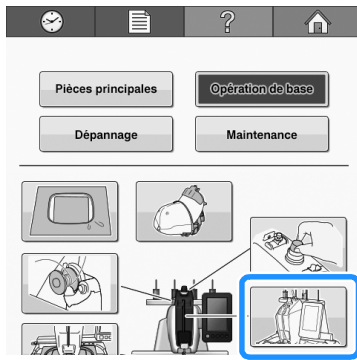 Pièces principales
Opération de base
Dépannage
Maintenance